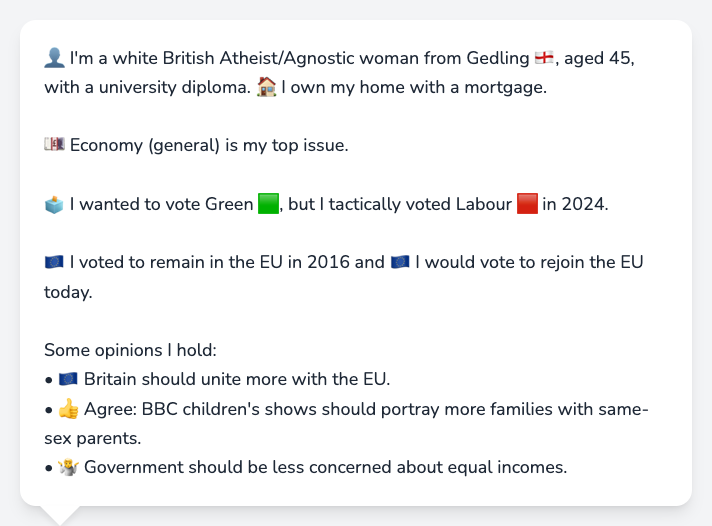 👤 I'm a white British Atheist/Agnostic woman from Gedling 🏴󠁧󠁢󠁥󠁮󠁧󠁿, aged 45,
with a university diploma. 🏠 I own my home with a mortgage.
💷 Economy (general) is my top issue.
🗳️ I wanted to vote Green 🟩, but I tactically voted Labour 🟥 in 2024.
🇪🇺 I voted to remain in the EU in 2016 and 🇪🇺 I would vote to rejoin the EU
today.
Some opinions I hold:
• 🇪🇺 Britain should unite more with the EU.
• 👍 Agree: BBC children's shows should portray more families with same-
sex parents.
• 🤷 Government should be less concerned about equal incomes.